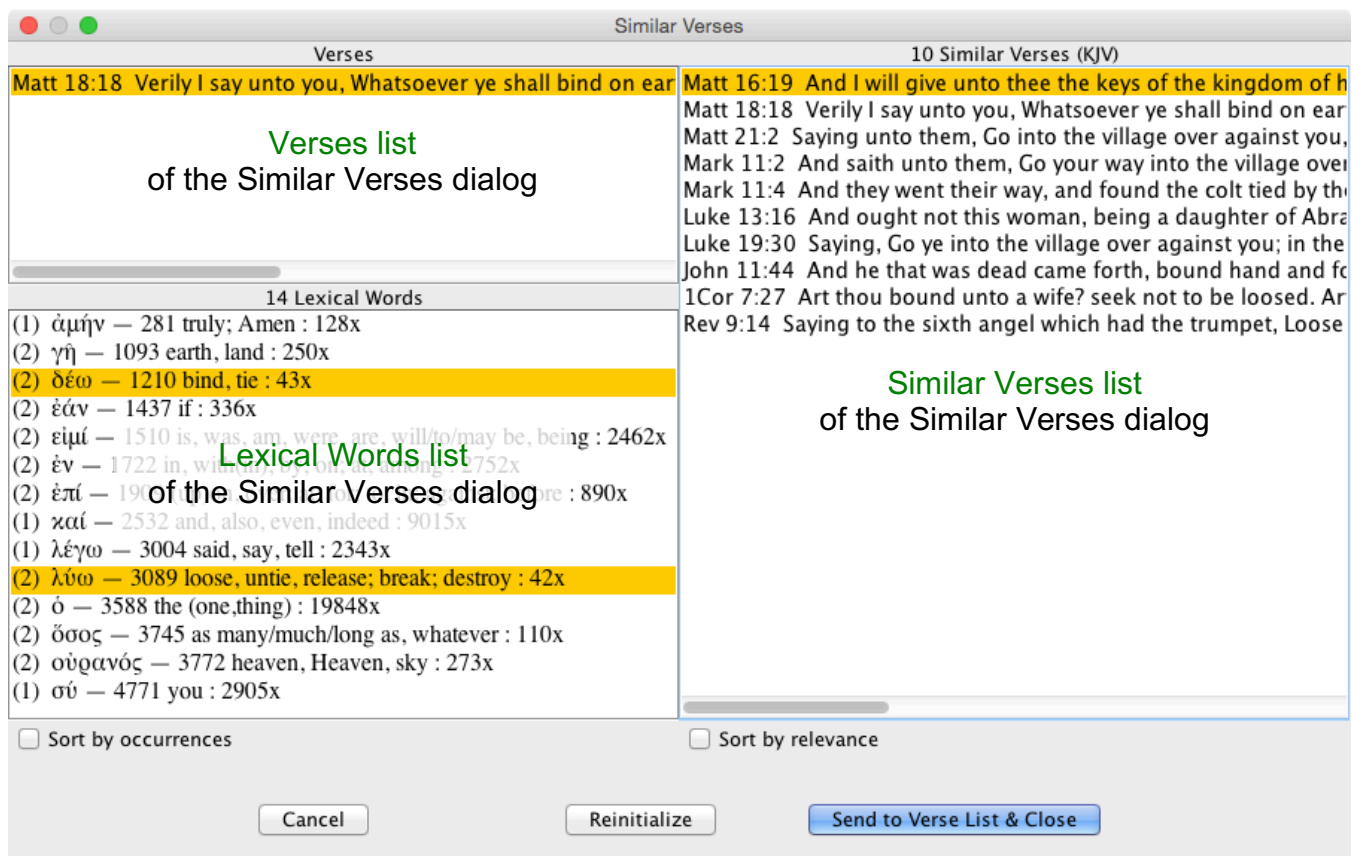 Similar Verses
Verses
Matt 18:18 Verily I say unto you, Whatsoever ye shall bind on ear
Verses list
of the Similar Verses dialog
14 Lexical Words
(1) ἀμήν — 281 truly; Amen : 128x
(2) γῆ — 1093 earth, land : 250x
(2) δέω — 1210 bind, tie : 43x
(2) ἐάν — 1437 if : 336x
(2) εἰμί — 1510 is, was, am, were, are, will/to/may be, being : 2462x
(2) ἐν — 1722 in, with(in), by, on, at, among : 2752x
Lexical Words list
(2) ἐπί — : 890x
of the Similar Verses dialog
(1) καί — 2532 and, also, even, indeed : 9015x
(1) λέγω — 3004 said, say, tell : 2343x
(2) λύω — 3089 loose, untie, release; break; destroy : 42x
(2) ὁ — 3588 the (one,thing) : 19848x
(2) ὅσος — 3745 as many/much/long as, whatever : 110x
(2) οὐρανός — 3772 heaven, Heaven, sky : 273x
(1) σύ — 4771 you : 2905x
Sort by occurrences
10 Similar Verses (KJV)
Matt 16:19 And I will give unto thee the keys of the kingdom of h
Matt 18:18 Verily I say unto you, Whatsoever ye shall bind on ear
Matt 21:2 Saying unto them, Go into the village over against you,
Mark 11:2 And saith unto them, Go your way into the village over
Mark 11:4 And they went their way, and found the colt tied by the
Luke 13:16 And ought not this woman, being a daughter of Abra
Luke 19:30 Saying, Go ye into the village over against you; in the
John 11:44 And he that was dead came forth, bound hand and fo
1Cor 7:27 Art thou bound unto a wife? seek not to be loosed. Ar
Rev 9:14 Saying to the sixth angel which had the trumpet, Loose
Similar Verses list
of the Similar Verses dialog
Sort by relevance
Cancel
Reinitialize
Send to Verse List & Close